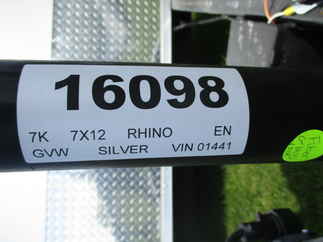 16098
7K 7X12 RHINO EN
GVW SILVER VIN 01441